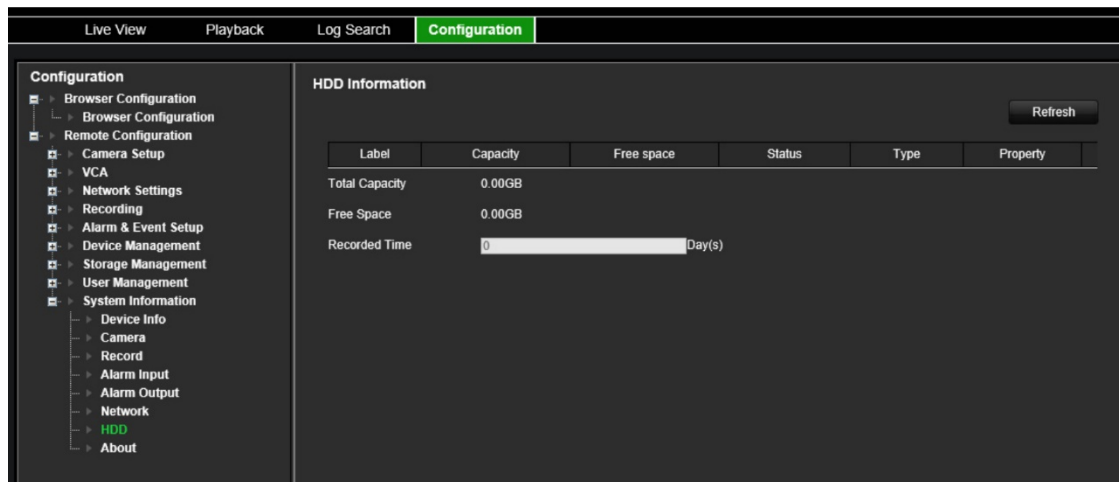 Live View Playback Log Search Configuration
Configuration
Browser Configuration
Browser Configuration
Remote Configuration
Camera Setup
VCA
Network Settings
Recording
Alarm & Event Setup
Device Management
Storage Management
User Management
System Information
Device Info
Camera
Record
Alarm Input
Alarm Output
Network
HDD
About
HDD Information
Refresh
Label Capacity Free space Status Type Property
Total Capacity 0.00GB
Free Space 0.00GB
Recorded Time 0 Day(s)